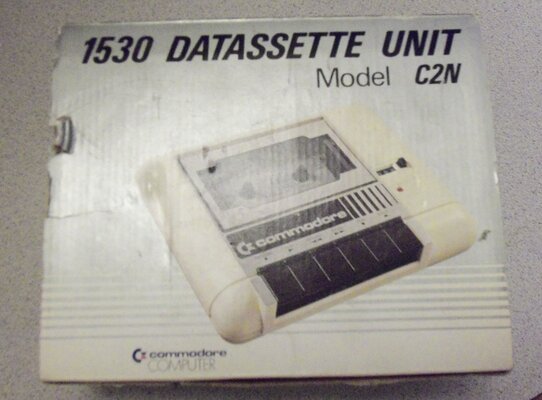 1530 DATASSETTE UNIT
Model C2N
commodore
commodore
COMPUTER